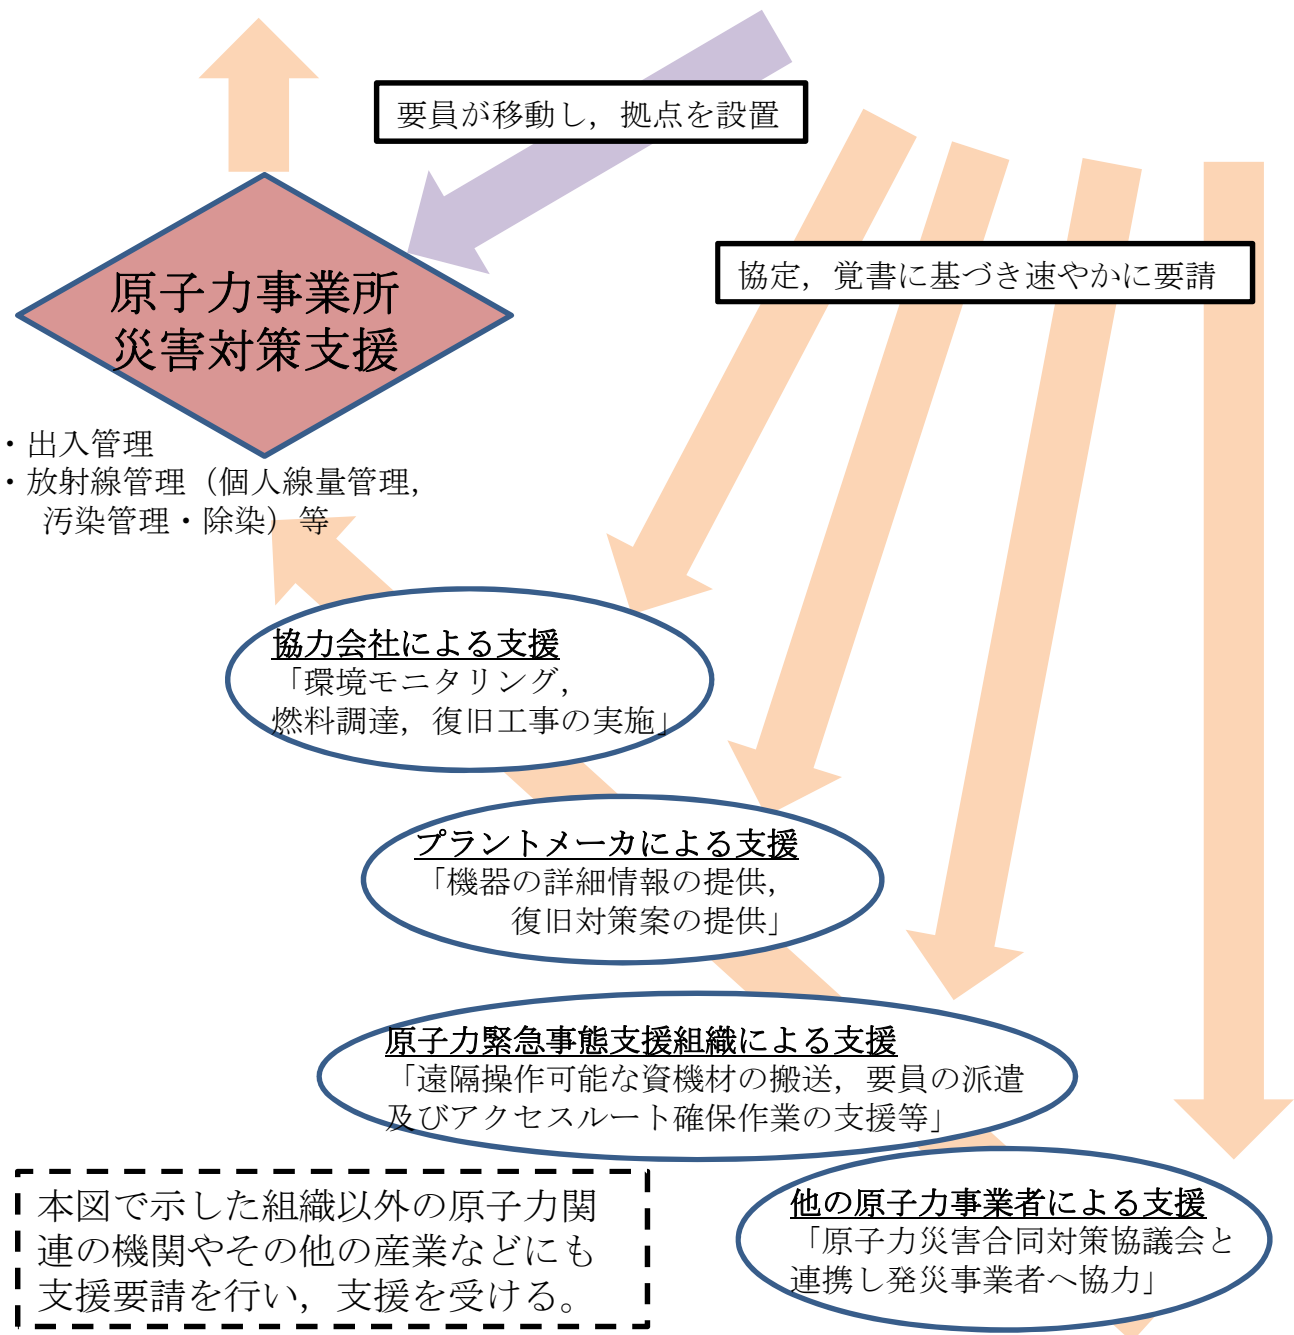 要員が移動し，拠点を設置
協定，覚書に基づき速やかに要請
原子力事業所
災害対策支援
・出入管理
・放射線管理（個人線量管理，
汚染管理・除染）等
協力会社による支援
「環境モニタリング，
燃料調達，復旧工事の実施」
プラントメーカによる支援
「機器の詳細情報の提供，
復旧対策案の提供」
原子力緊急事態支援組織による支援
「遠隔操作可能な資機材の搬送，要員の派遣
及びアクセスルート確保作業の支援等」
他の原子力事業者による支援
「原子力災害合同対策協議会と
連携し発災事業者へ協力」
本図で示した組織以外の原子力関
連の機関やその他の産業などにも
支援要請を行い，支援を受ける。